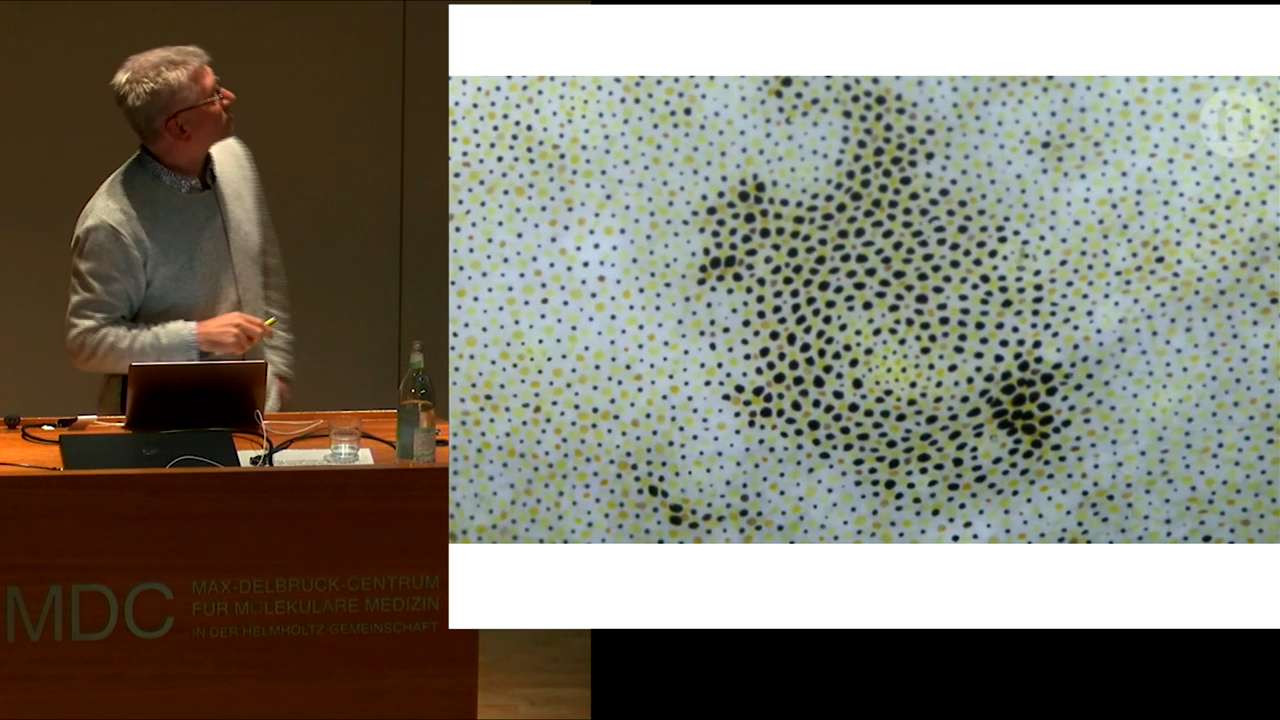 MDC
MAX-DELBRÜCK-CENTRUM
FÜR MOLEKULARE MEDIZIN
IN DER HELMHOLTZ-GEMEINSCHAFT